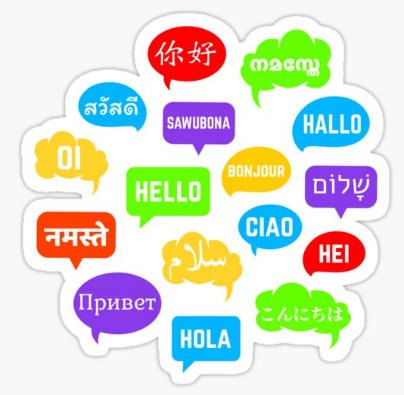 你好
നമസ്തേ
สวัสดี
SAWUBONA
HALLO
OI
BONJOUR
שָׁלוֹם
HELLO
CIAO
नमस्ते
HEI
سلام
Привет
こんにちは
HOLA